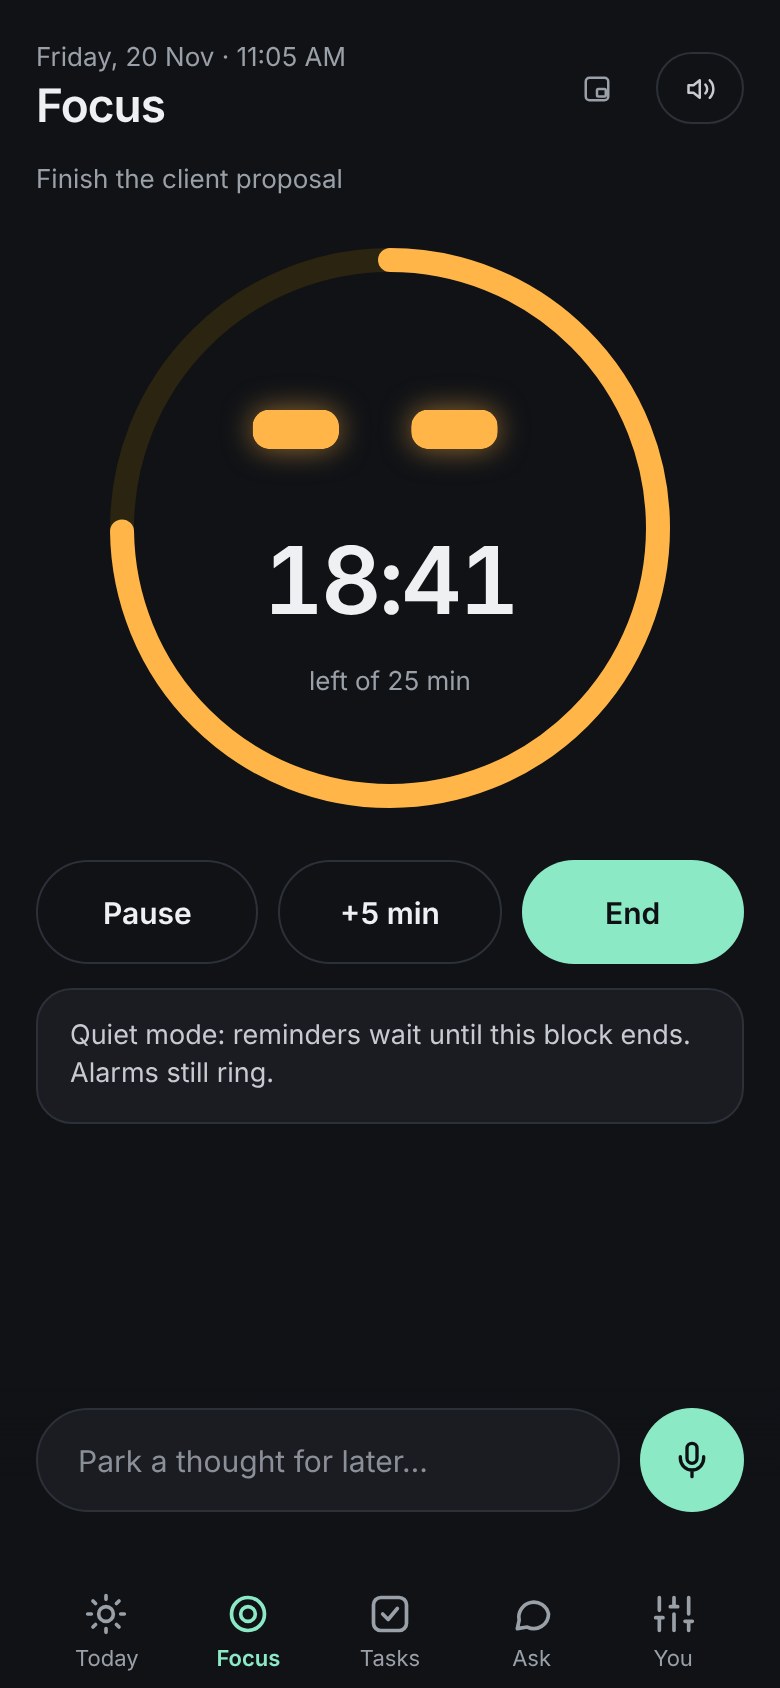 Friday, 20 Nov · 11:05 AM
Focus
Finish the client proposal
18:41
left of 25 min
Pause
+5 min
End
Quiet mode: reminders wait until this block ends.
Alarms still ring.
Park a thought for later...
Today
Focus
Tasks
Ask
You